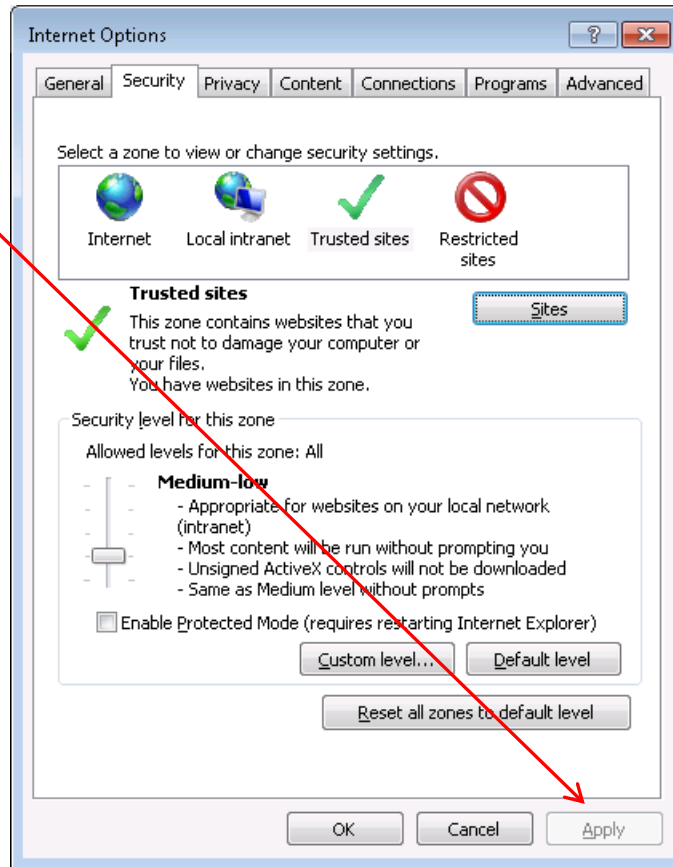 Internet Options
General Security Privacy Content Connections Programs Advanced
Select a zone to view or change security settings.
Internet Local intranet Trusted sites Restricted
sites
Trusted sites
Sites
This zone contains websites that you
trust not to damage your computer or
your files.
You have websites in this zone.
Security level for this zone
Allowed levels for this zone: All
Medium-low
- Appropriate for websites on your local network
(intranet)
- Most content will be run without prompting you
- Unsigned ActiveX controls will not be downloaded
- Same as Medium level without prompts
Enable Protected Mode (requires restarting Internet Explorer)
Custom level... Default level
Reset all zones to default level
OK Cancel Apply